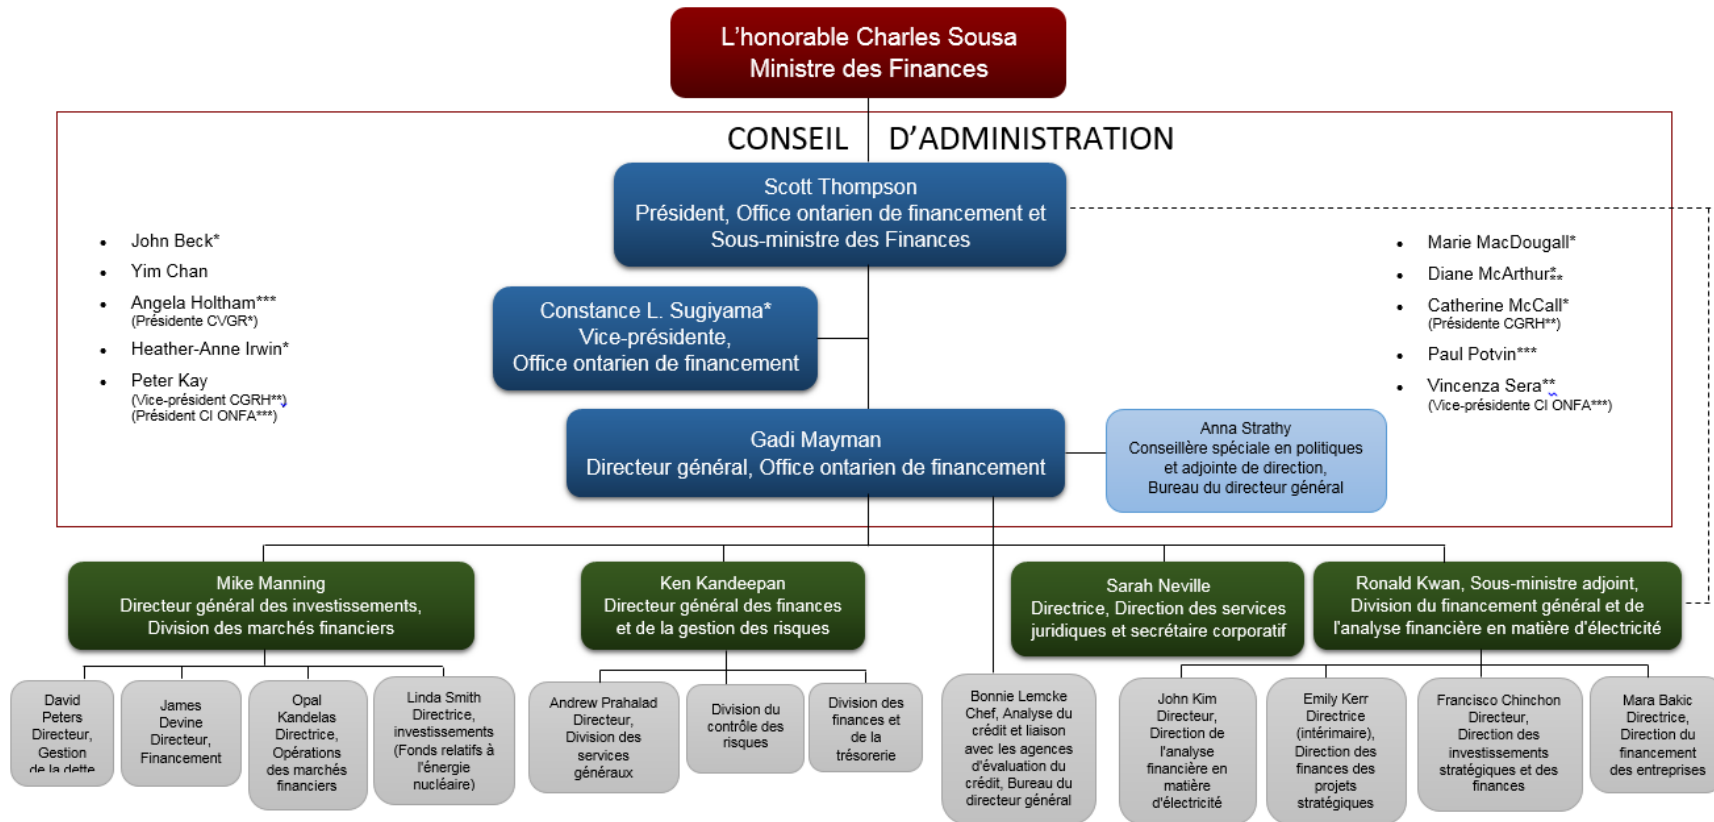 L'honorable Charles Sousa
Ministre des Finances
CONSEIL D'ADMINISTRATION
Scott Thompson
Président, Office ontarien de financement et
Sous-ministre des Finances
• John Beck*
• Yim Chan
• Angela Holtham***
(Présidente CVGR*)
• Heather-Anne Irwin*
• Peter Kay
(Vice-président CGRH**)
(Président CI ONFA***)
Constance L. Sugiyama*
Vice-présidente,
Office ontarien de financement
• Marie MacDougall*
• Diane McArthur***
• Catherine McCall*
(Présidente CGRH**)
• Paul Potvin***
• Vincenza Sera**
(Vice-présidente CI ONFA***)
Gadi Mayman
Directeur général, Office ontarien de financement
Anna Strathy
Conseillère spéciale en politiques
et adjointe de direction,
Bureau du directeur général
Mike Manning
Directeur général des investissements,
Division des marchés financiers
Ken Kandeepan
Directeur général des finances
et de la gestion des risques
Sarah Neville
Directrice, Direction des services
juridiques et secrétaire corporatif
Ronald Kwan, Sous-ministre adjoint,
Division du financement général et de
l'analyse financière en matière d'électricité
David
Peters
Directeur,
Gestion
de la dette
James
Devine
Directeur,
Financement
Opal
Kandelas
Directrice,
Opérations
des marchés
financiers
Linda Smith
Directrice,
investissements
(Fonds relatifs à
l'énergie
nucléaire)
Andrew Prahalad
Directeur,
Division des
services
généraux
Division du
contrôle des
risques
Division des
finances et
de la
trésorerie
Bonnie Lemcke
Chef, Analyse du
crédit et liaison
avec les agences
d'évaluation du
crédit, Bureau du
directeur général
John Kim
Directeur,
Direction de
l'analyse
financière en
matière
d'électricité
Emily Kerr
Directrice
(intérimaire),
Direction des
finances des
projets
stratégiques
Francisco Chinchon
Directeur,
Direction des
investissements
stratégiques et des
finances
Mara Bakic
Directrice,
Direction du
financement
des entreprises